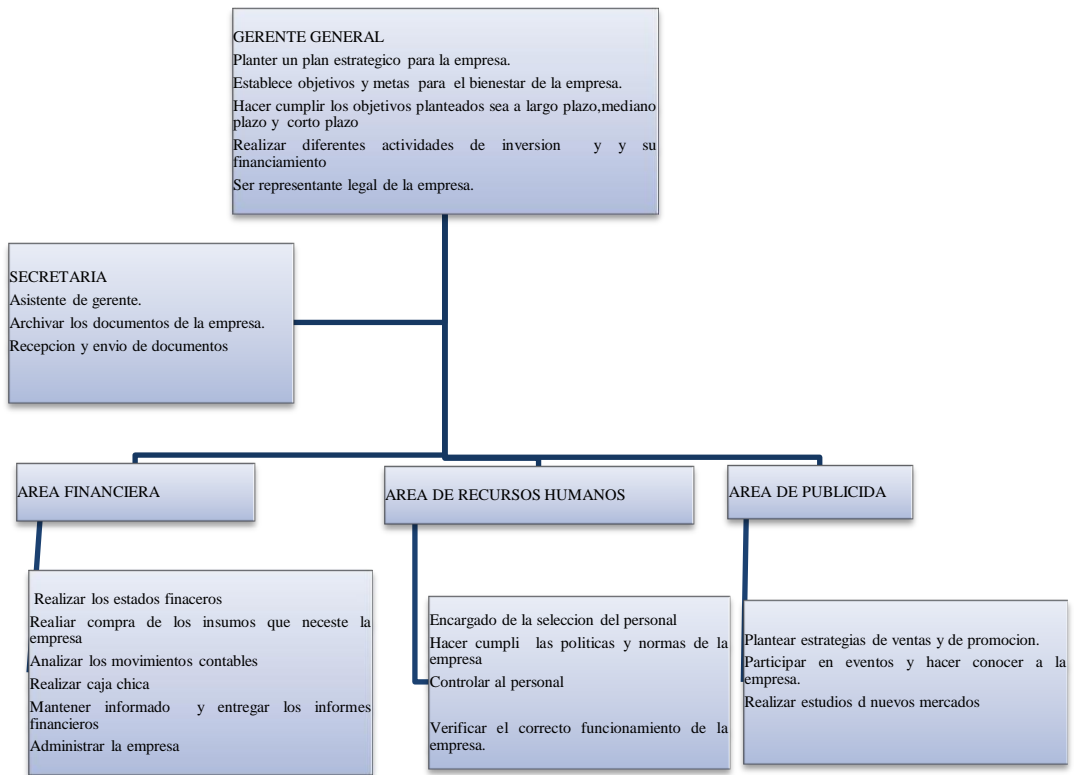 GERENTE GENERAL
Planter un plan estrategico para la empresa.
Establece objetivos y metas para el bienestar de la empresa.
Hacer cumplir los objetivos planteados sea a largo plazo,mediano
plazo y corto plazo
Realizar diferentes actividades de inversion y y su
financiamiento
Ser representante legal de la empresa.
SECRETARIA
Asistente de gerente.
Archivar los documentos de la empresa.
Recepcion y envio de documentos
AREA FINANCIERA
Realizar los estados finaceros
Realiar compra de los insumos que neceste la
empresa
Analizar los movimientos contables
Realizar caja chica
Mantener informado y entregar los informes
financieros
Administrar la empresa
AREA DE RECURSOS HUMANOS
Encargado de la seleccion del personal
Hacer cumpli las politicas y normas de la
empresa
Controlar al personal
Verificar el correcto funcionamiento de la
empresa.
AREA DE PUBLICIDA
Plantear estrategias de ventas y de promocion.
Participar en eventos y hacer conocer a la
empresa.
Realizar estudios d nuevos mercados